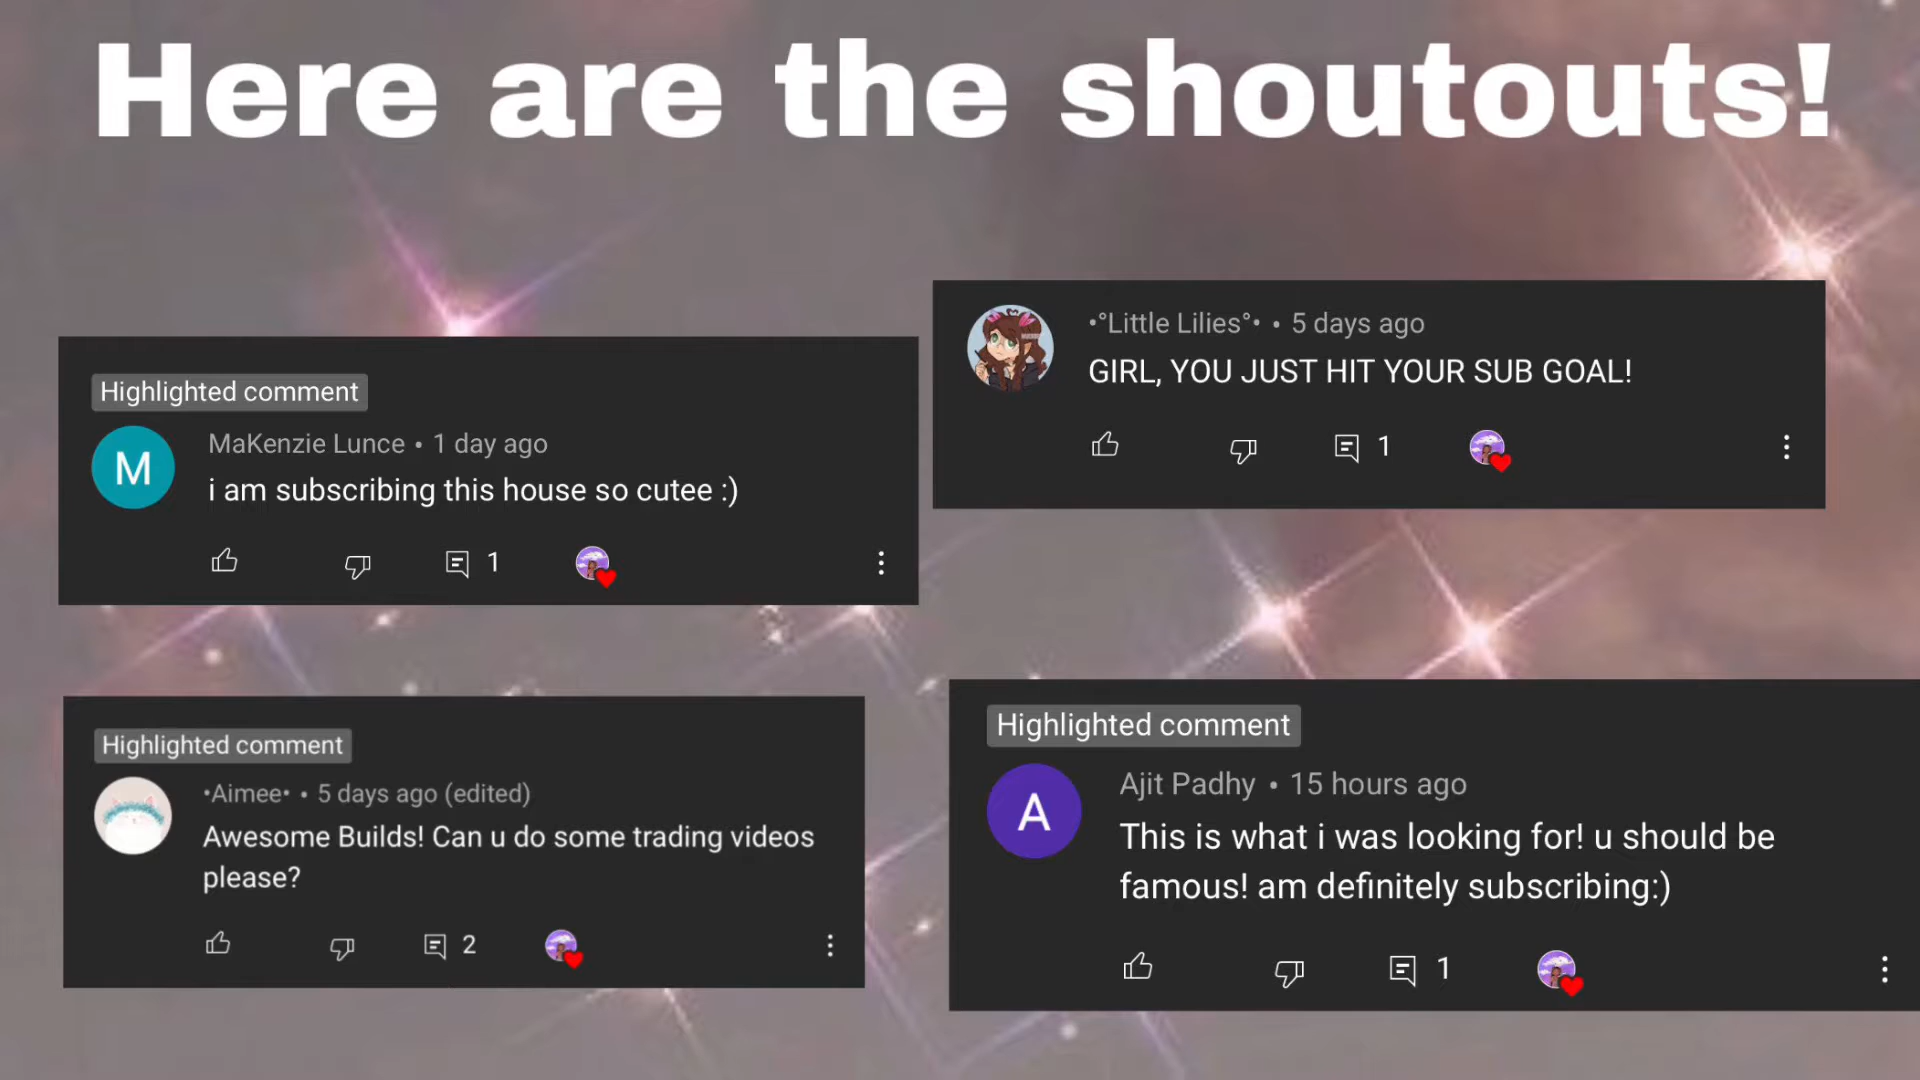 Here are the shoutouts!
Highlighted comment
MaKenzie Lunce • 1 day ago
i am subscribing this house so cutee :)
1
•°Little Lilies°• • 5 days ago
GIRL, YOU JUST HIT YOUR SUB GOAL!
1
Highlighted comment
•Aimee• • 5 days ago (edited)
Awesome Builds! Can u do some trading videos
please?
2
Highlighted comment
Ajit Padhy • 15 hours ago
This is what i was looking for! u should be
famous! am definitely subscribing:)
1